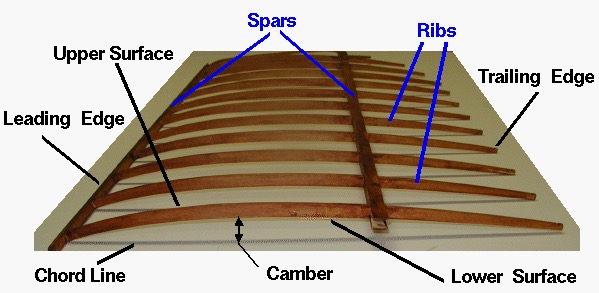 Spars
Ribs
Upper Surface
Trailing Edge
Leading Edge
Chord Line
Camber
Lower Surface